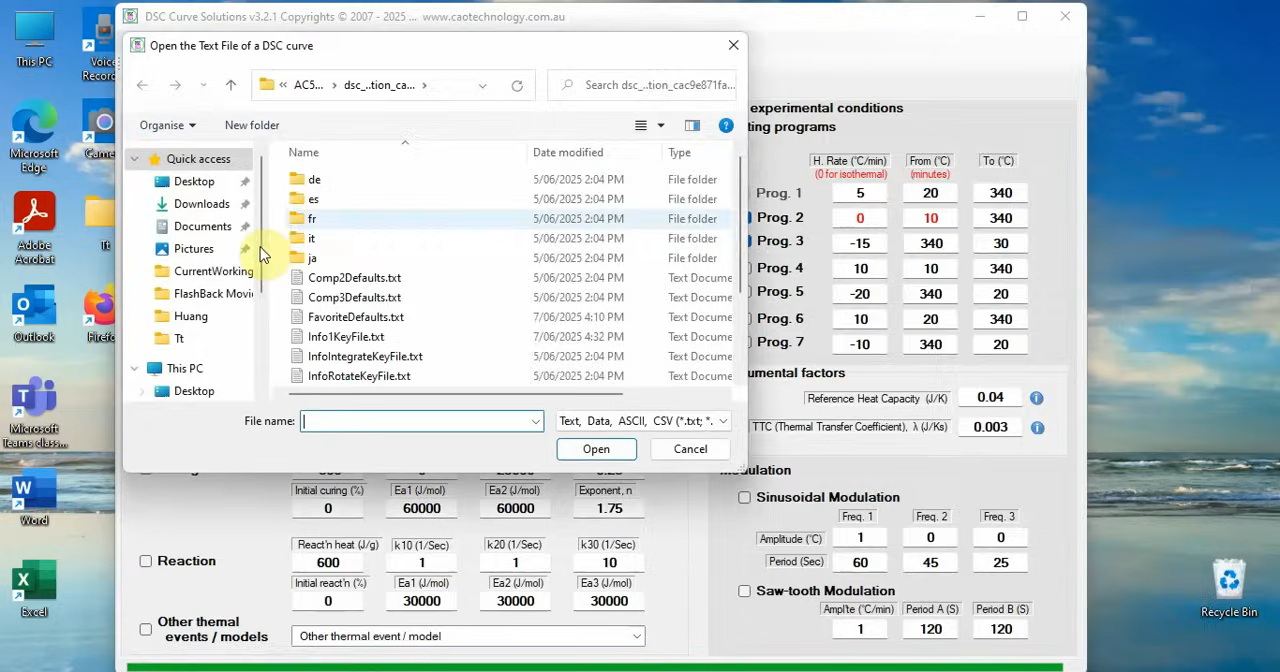 This PC
Voice
Recorc
Microsoft
Edge
Came
Adobe
Acrobat
Tt
Outlook
Firefo
Microsoft
Teams class...
Word
Excel
Recycle Bin
DSC Curve Solutions v3.2.1 Copyrights © 2007 - 2025 ... www.caotechnology.com.au
Open the Text File of a DSC curve
« AC5... › dsc_..tion_ca... ›
Search dsc_..tion_cac9e871fa...
Organise
New folder
Name Date modified Type
Quick access
Desktop
Downloads
Documents
Pictures
CurrentWorking
FlashBack Movi
Huang
Tt
This PC
Desktop
de 5/06/2025 2:04 PM File folder
es 5/06/2025 2:04 PM File folder
fr 5/06/2025 2:04 PM File folder
it 5/06/2025 2:04 PM File folder
ja 5/06/2025 2:04 PM File folder
Comp2Defaults.txt 5/06/2025 2:04 PM Text Docume
Comp3Defaults.txt 5/06/2025 2:04 PM Text Docume
FavoriteDefaults.txt 7/06/2025 4:10 PM Text Docume
Info1KeyFile.txt 7/06/2025 4:32 PM Text Docume
InfoIntegrateKeyFile.txt 5/06/2025 2:04 PM Text Docume
InfoRotateKeyFile.txt 5/06/2025 2:04 PM Text Docume
File name:
Text, Data, ASCII, CSV (*.txt; *.
Open
Cancel
experimental conditions
ting programs
H. Rate (°C/min) From (°C) To (°C)
(0 for isothermal) (minutes)
Prog. 1 5 20 340
Prog. 2 0 10 340
Prog. 3 -15 340 30
Prog. 4 10 10 340
Prog. 5 -20 340 20
Prog. 6 10 20 340
Prog. 7 -10 340 20
umental factors
Reference Heat Capacity (J/K) 0.04
TTC (Thermal Transfer Coefficient), λ (J/Ks) 0.003
Initial curing (%) Ea1 (J/mol) Ea2 (J/mol) Exponent, n
0 60000 60000 1.75
Reaction
React'n heat (J/g) k10 (1/Sec) k20 (1/Sec) k30 (1/Sec)
600 1 1 10
Initial react'n (%) Ea1 (J/mol) Ea2 (J/mol) Ea3 (J/mol)
0 30000 30000 30000
Other thermal
events / models
Other thermal event / model
dulation
Sinusoidal Modulation
Freq. 1 Freq. 2 Freq. 3
Amplitude (°C) 1 0 0
Period (Sec) 60 45 25
Saw-tooth Modulation
Ampl'te (°C/min) Period A (S) Period B (S)
1 120 120